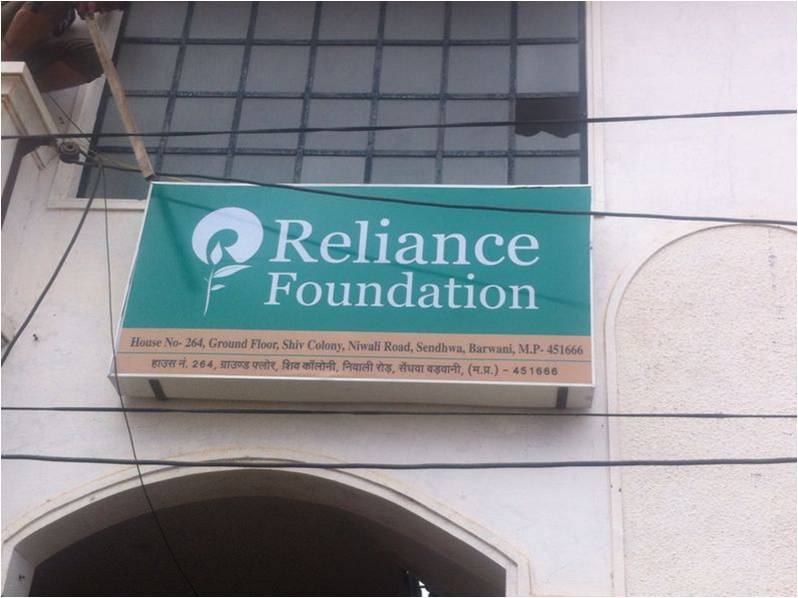 Reliance
Foundation
House No- 264, Ground Floor, Shiv Colony, Niwali Road, Sendhwa, Barwani, M.P- 451666
हाउस नं. 264, ग्राउण्ड फ्लोर, शिव कॉलोनी, निवाली रोड़, सेंधवा बड़वानी, (म.प्र.) - 451666